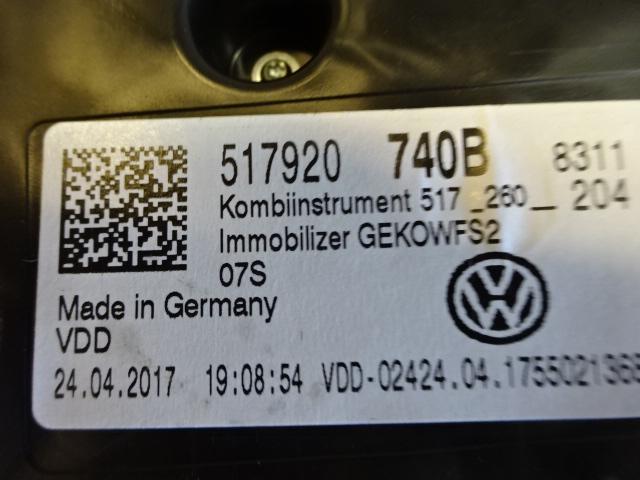 517920 740B 8311
Kombiinstrument 517 _260_ 204
Immobilizer GEKOWFS2
07S
Made in Germany
VDD
24.04.2017 19:08:54 VDD-02424.04.1755021368